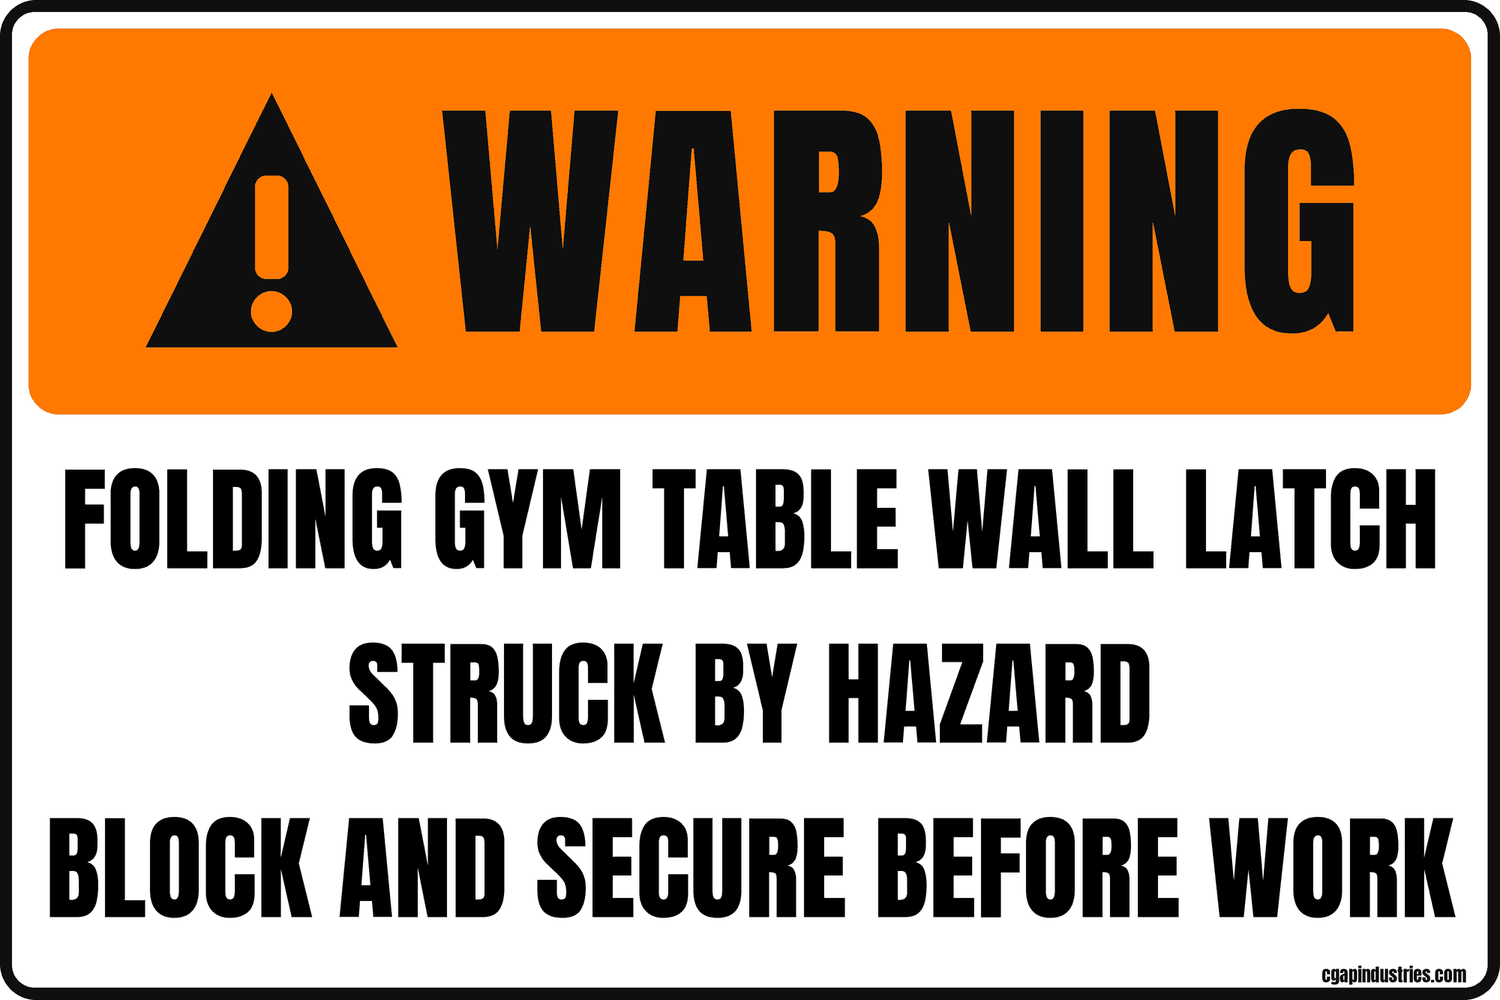 WARNING
FOLDING GYM TABLE WALL LATCH
STRUCK BY HAZARD
BLOCK AND SECURE BEFORE WORK
cgapindustries.com